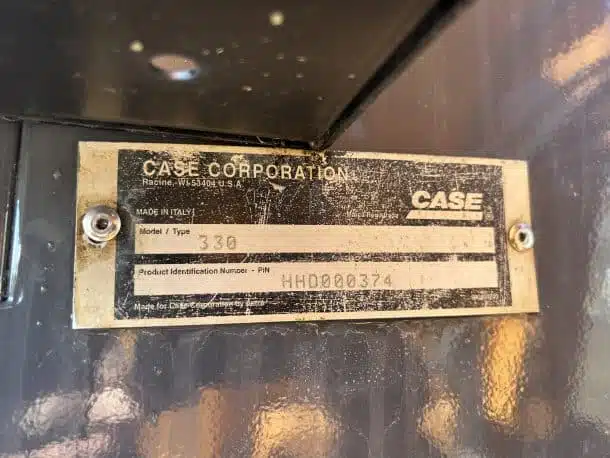 CASE CORPORATION
Racine, WI 53404 U.S.A.
MADE IN ITALY
CASE
Model / Type
330
Product Identification Number - PIN
HHD000374
Made for Case Corporation by